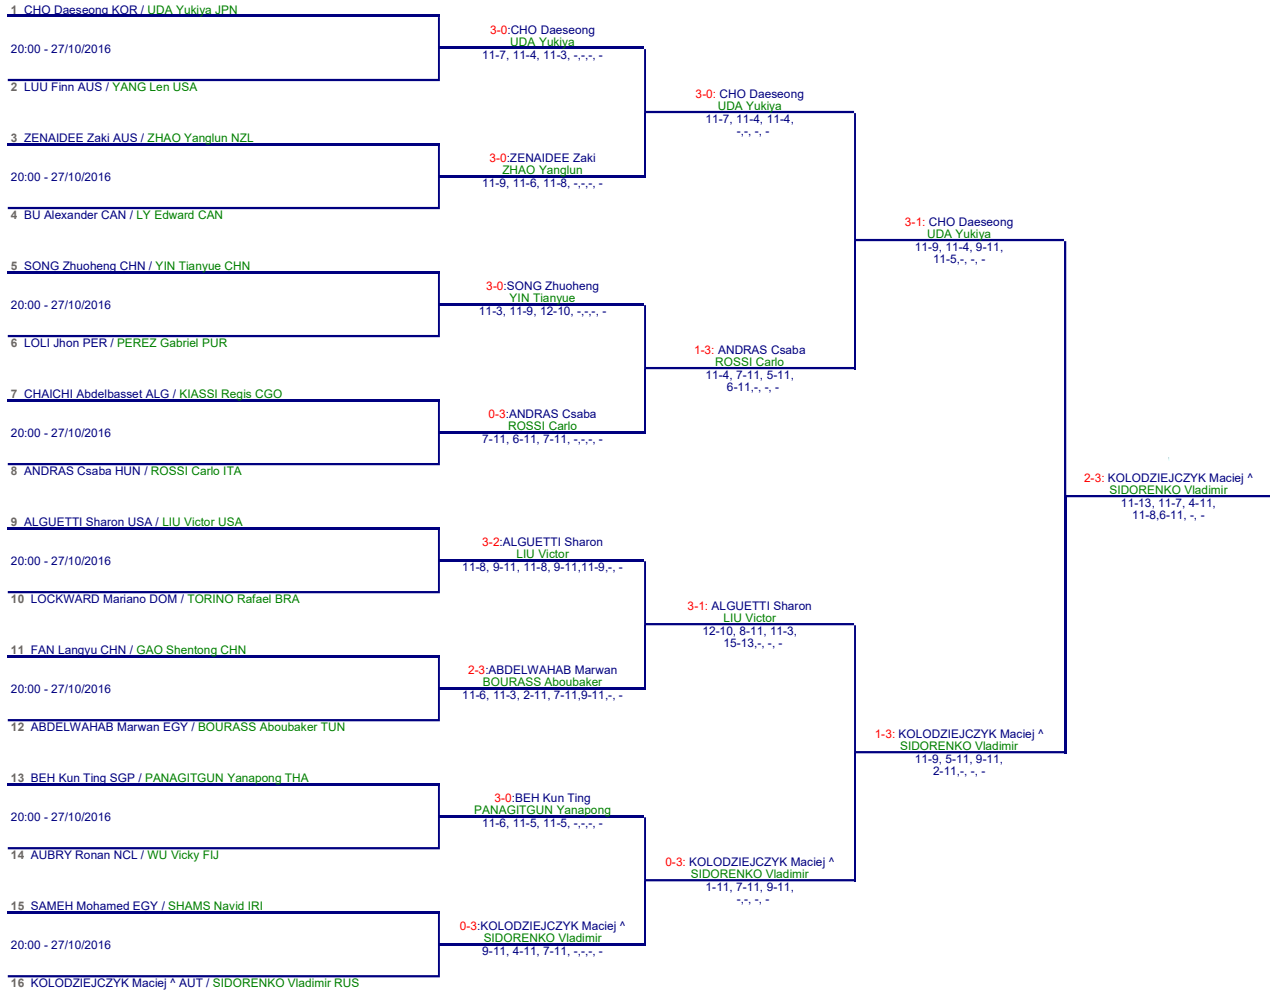 1 CHO Daeseong KOR / UDA Yukiya JPN
20:00 - 27/10/2016
2 LUU Finn AUS / YANG Len USA
3 ZENAIDEE Zaki AUS / ZHAO Yanglun NZL
20:00 - 27/10/2016
4 BU Alexander CAN / LY Edward CAN
5 SONG Zhuoheng CHN / YIN Tianyue CHN
20:00 - 27/10/2016
6 LOLI Jhon PER / PEREZ Gabriel PUR
7 CHAICHI Abdelbasset ALG / KIASSI Regis CGO
20:00 - 27/10/2016
8 ANDRAS Csaba HUN / ROSSI Carlo ITA
9 ALGUETTI Sharon USA / LIU Victor USA
20:00 - 27/10/2016
10 LOCKWARD Mariano DOM / TORINO Rafael BRA
11 FAN Langyu CHN / GAO Shentong CHN
20:00 - 27/10/2016
12 ABDELWAHAB Marwan EGY / BOURASS Aboubaker TUN
13 BEH Kun Ting SGP / PANAGITGUN Yanapong THA
20:00 - 27/10/2016
14 AUBRY Ronan NCL / WU Vicky FIJ
15 SAMEH Mohamed EGY / SHAMS Navid IRI
20:00 - 27/10/2016
16 KOLODZIEJCZYK Maciej ^ AUT / SIDORENKO Vladimir RUS
3-0:CHO Daeseong
UDA Yukiya
11-7, 11-4, 11-3, -,-,-, -
3-0:ZENAIDEE Zaki
ZHAO Yanglun
11-9, 11-6, 11-8, -,-,-, -
3-0:SONG Zhuoheng
YIN Tianyue
11-3, 11-9, 12-10, -,-,-, -
0-3:ANDRAS Csaba
ROSSI Carlo
7-11, 6-11, 7-11, -,-,-, -
3-2:ALGUETTI Sharon
LIU Victor
11-8, 9-11, 11-8, 9-11,11-9,-, -
2-3:ABDELWAHAB Marwan
BOURASS Aboubaker
11-6, 11-3, 2-11, 7-11,9-11,-, -
3-0:BEH Kun Ting
PANAGITGUN Yanapong
11-6, 11-5, 11-5, -,-,-, -
0-3:KOLODZIEJCZYK Maciej ^
SIDORENKO Vladimir
9-11, 4-11, 7-11, -,-,-, -
3-0: CHO Daeseong
UDA Yukiya
11-7, 11-4, 11-4,
-,-, -, -
1-3: ANDRAS Csaba
ROSSI Carlo
11-4, 7-11, 5-11,
6-11,-, -, -
3-1: ALGUETTI Sharon
LIU Victor
12-10, 8-11, 11-3,
15-13,-, -, -
0-3: KOLODZIEJCZYK Maciej ^
SIDORENKO Vladimir
1-11, 7-11, 9-11,
-,-, -, -
3-1: CHO Daeseong
UDA Yukiya
11-9, 11-4, 9-11,
11-5,-, -, -
1-3: KOLODZIEJCZYK Maciej ^
SIDORENKO Vladimir
11-9, 5-11, 9-11,
2-11,-, -, -
2-3: KOLODZIEJCZYK Maciej ^
SIDORENKO Vladimir
11-13, 11-7, 4-11,
11-8,6-11, -, -